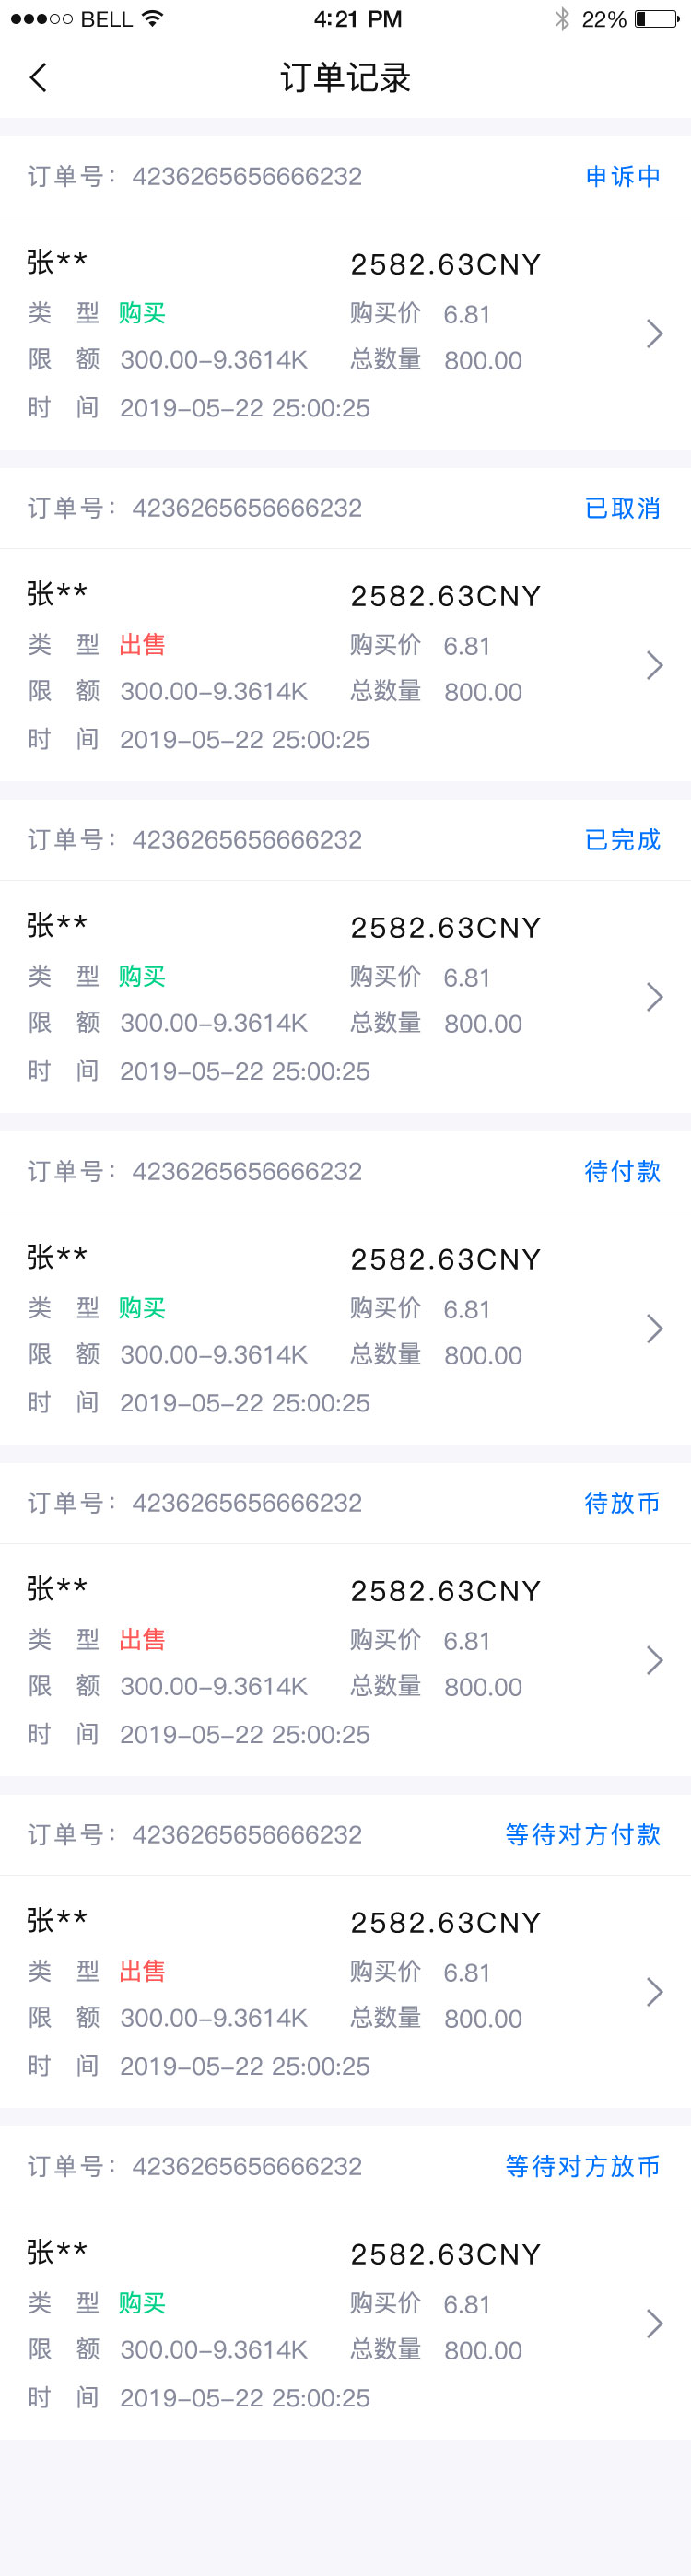 BELL 4:21 PM 22%
订单记录
订单号： 4236265656666232 申诉中
张** 2582.63CNY
类 型 购买 购买价 6.81
限 额 300.00-9.3614K 总数量 800.00
时 间 2019-05-22 25:00:25
订单号： 4236265656666232 已取消
张** 2582.63CNY
类 型 出售 购买价 6.81
限 额 300.00-9.3614K 总数量 800.00
时 间 2019-05-22 25:00:25
订单号： 4236265656666232 已完成
张** 2582.63CNY
类 型 购买 购买价 6.81
限 额 300.00-9.3614K 总数量 800.00
时 间 2019-05-22 25:00:25
订单号： 4236265656666232 待付款
张** 2582.63CNY
类 型 购买 购买价 6.81
限 额 300.00-9.3614K 总数量 800.00
时 间 2019-05-22 25:00:25
订单号： 4236265656666232 待放币
张** 2582.63CNY
类 型 出售 购买价 6.81
限 额 300.00-9.3614K 总数量 800.00
时 间 2019-05-22 25:00:25
订单号： 4236265656666232 等待对方付款
张** 2582.63CNY
类 型 出售 购买价 6.81
限 额 300.00-9.3614K 总数量 800.00
时 间 2019-05-22 25:00:25
订单号： 4236265656666232 等待对方放币
张** 2582.63CNY
类 型 购买 购买价 6.81
限 额 300.00-9.3614K 总数量 800.00
时 间 2019-05-22 25:00:25